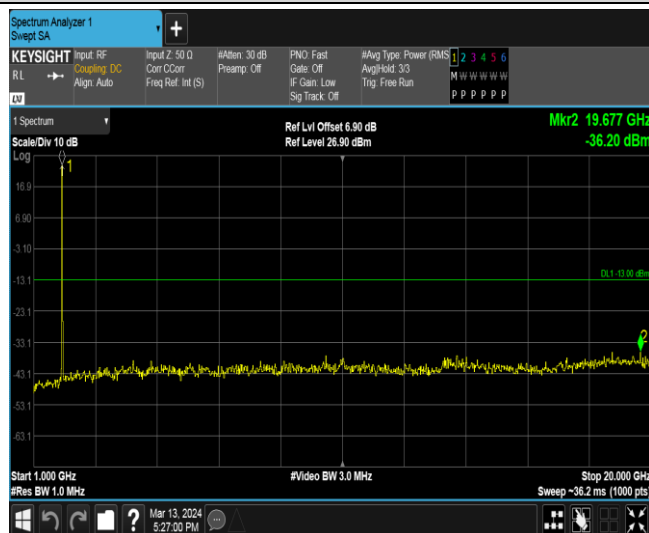 Spectrum Analyzer 1
Swept SA
+
KEYSIGHT
RL
LXI
Input: RF
Coupling: DC
Align: Auto
Input Z: 50 Ω
Corr CCorr
Freq Ref: Int (S)
#Atten: 30 dB
Preamp: Off
PNO: Fast
Gate: Off
IF Gain: Low
Sig Track: Off
#Avg Type: Power (RMS
Avg|Hold: 3/3
Trig: Free Run
1 2 3 4 5 6
M W W W W W
P P P P P P
1 Spectrum
Scale/Div 10 dB
Log
Ref Lvl Offset 6.90 dB
Ref Level 26.90 dBm
Mkr2 19.677 GHz
-36.20 dBm
1
16.9
6.90
-3.10
-13.1
DL1 -13.00 dBm
-23.1
-33.1
2
-43.1
-53.1
-63.1
Start 1.000 GHz
#Res BW 1.0 MHz
#Video BW 3.0 MHz
Stop 20.000 GHz
Sweep ~36.2 ms (1000 pts)
?
Mar 13, 2024
5:27:00 PM